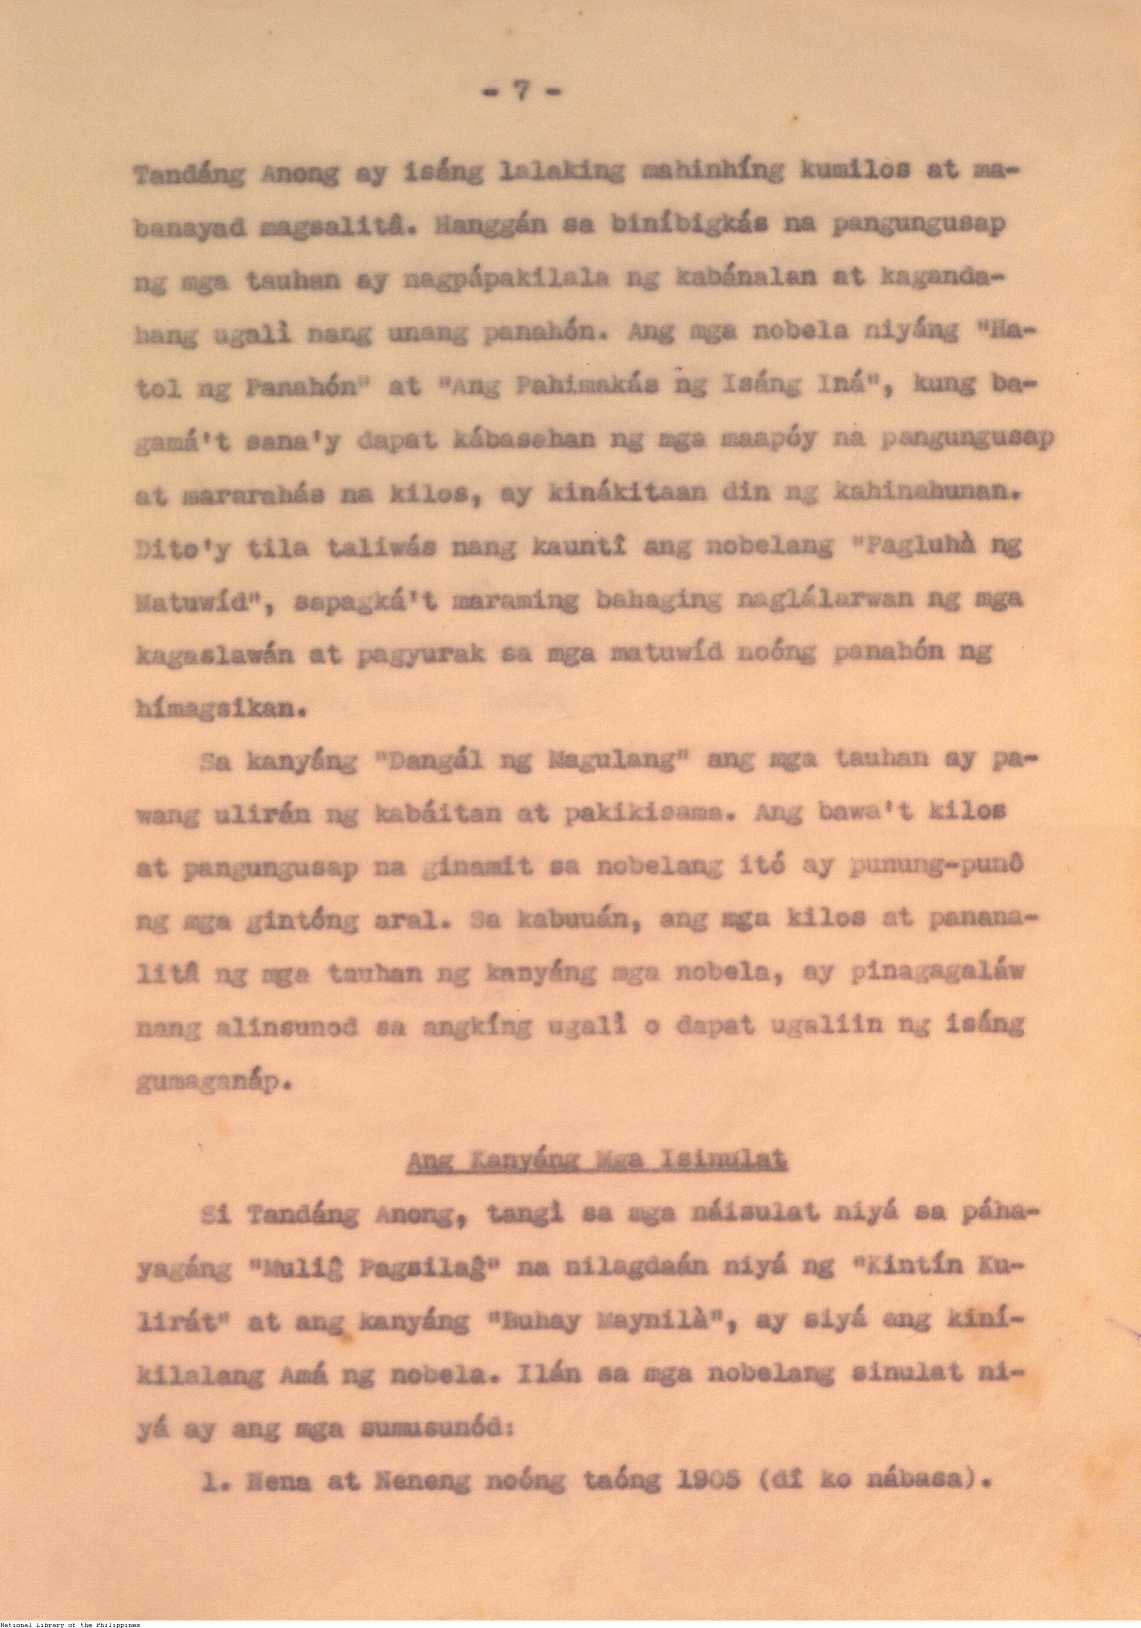 - 7 -
Tandáng Anong ay isáng lalaking mahinhíng kumilos at ma-
banayad magsalitâ. Hanggán sa biníbigkás na pangungusap
ng mga tauhan ay nagpápakilala ng kabánalan at kaganda-
hang ugalì nang unang panahón. Ang mga nobela niyáng "Ha-
tol ng Panahón" at "Ang Pahimakás ng Isáng Iná", kung ba-
gamá't sana'y dapat kábasahan ng mga maapóy na pangungusap
at mararahás na kilos, ay kinákitaan din ng kahinahunan.
Dito'y tila taliwás nang kauntî ang nobelang "Pagluhà ng
Matuwíd", sapagká't maraming bahaging naglálarwan ng mga
kagaslawán at pagyurak sa mga matuwíd noóng panahón ng
hímagsikan.
Sa kanyáng "Dangál ng Magulang" ang mga tauhan ay pa-
wang ulirán ng kabáitan at pakikisama. Ang bawa't kilos
at pangungusap na ginamit sa nobelang itó ay punung-punô
ng mga gintóng aral. Sa kabuuán, ang mga kilos at panana-
litâ ng mga tauhan ng kanyáng mga nobela, ay pinagagaláw
nang alinsunod sa angkíng ugalì o dapat ugaliin ng isáng
gumaganáp.
Ang Kanyáng Mga Isinulat
Si Tandáng Anong, tangì sa mga náisulat niyá sa páha-
yagáng "Muliĝ Pagsilaĝ" na nilagdaán niyá ng "Kintín Ku-
lirát" at ang kanyáng "Buhay Maynilà", ay siyá ang kiní-
kilalang Amá ng nobela. Ilán sa mga nobelang sinulat ni-
yá ay ang mga sumusunód:
1. Nena at Neneng noóng taóng 1905 (dî ko nábasa).
National Library of the Philippines